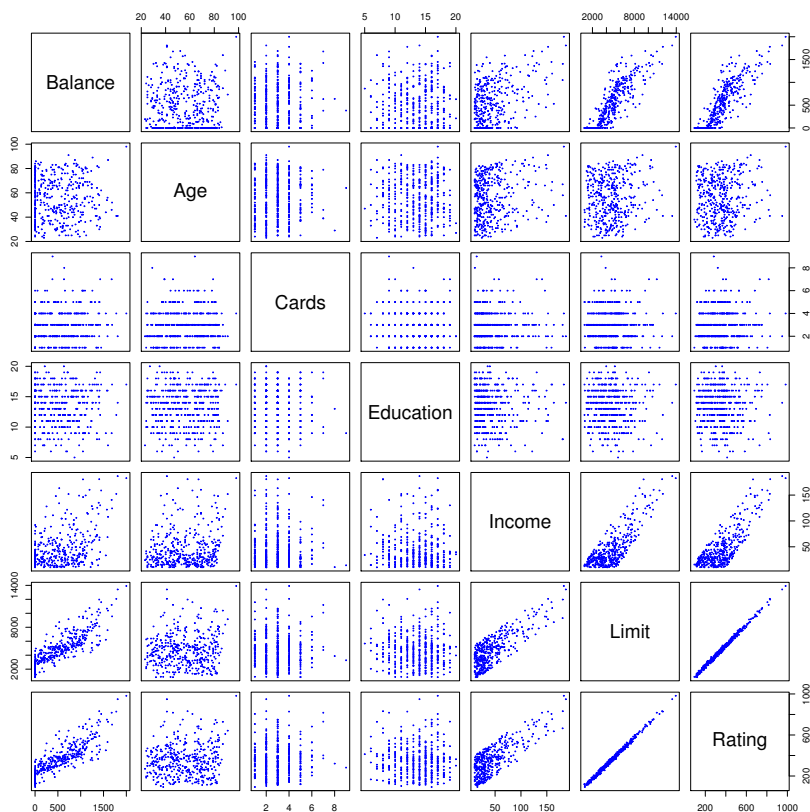 20 40 60 80 100 5 10 15 20 2000 8000 14000
Balance
0 500 1500
20 40 60 80 100
Age
Cards
2 4 6 8
5 10 15 20
Education
Income
50 100 150
2000 8000 14000
Limit
Rating
200 600 1000
0 500 1500 2 4 6 8 50 100 150 200 600 1000